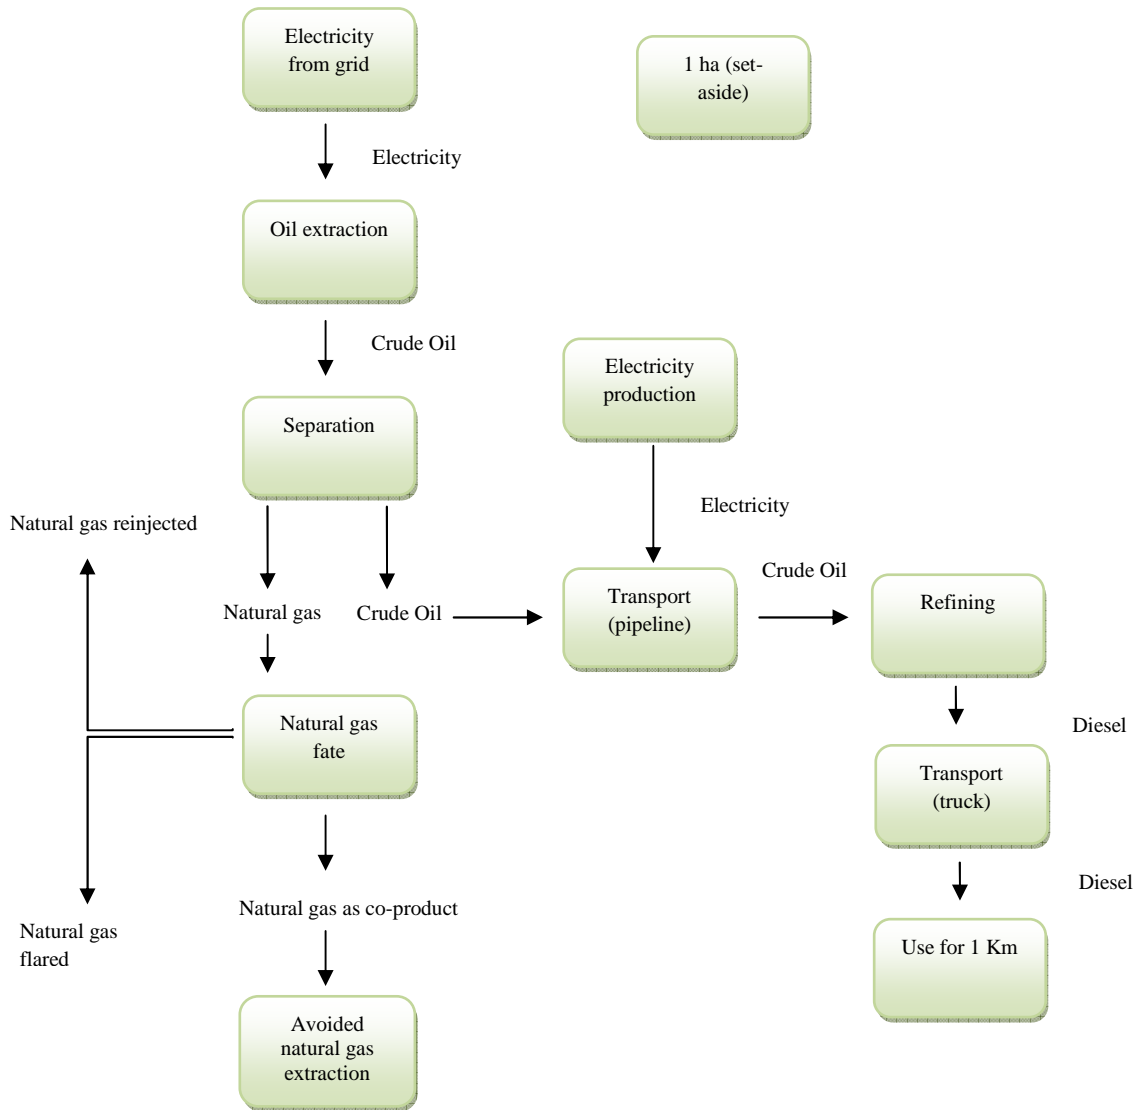 Electricity
from grid
1 ha (set-
aside)
Electricity
Oil extraction
Crude Oil
Electricity
production
Separation
Electricity
Natural gas reinjected
Crude Oil
Natural gas
Crude Oil
Transport
(pipeline)
Refining
Natural gas
fate
Diesel
Transport
(truck)
Diesel
Natural gas as co-product
Natural gas
flared
Use for 1 Km
Avoided
natural gas
extraction